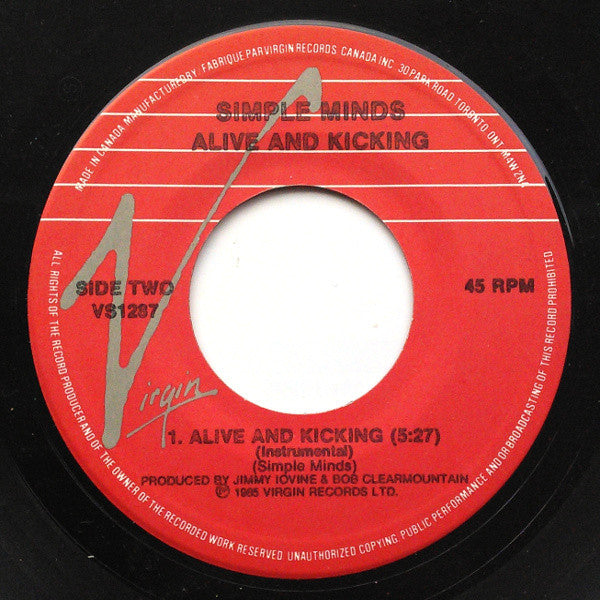 MADE IN CANADA MANUFACTURED BY/FABRIQUE PAR VIRGIN RECORDS CANADA INC. 30 PARK ROAD TORONTO, ONT. M4W 2N4
SIMPLE MINDS
ALIVE AND KICKING
SIDE TWO
VS1287
45 RPM
Virgin
1. ALIVE AND KICKING (5:27)
(Instrumental)
(Simple Minds)
PRODUCED BY JIMMY IOVINE & BOB CLEARMOUNTAIN
℗ 1985 VIRGIN RECORDS LTD.
ALL RIGHTS OF THE RECORD PRODUCER AND OF THE OWNER OF THE RECORDED WORK RESERVED. UNAUTHORIZED COPYING, PUBLIC PERFORMANCE AND/OR BROADCASTING OF THIS RECORD PROHIBITED